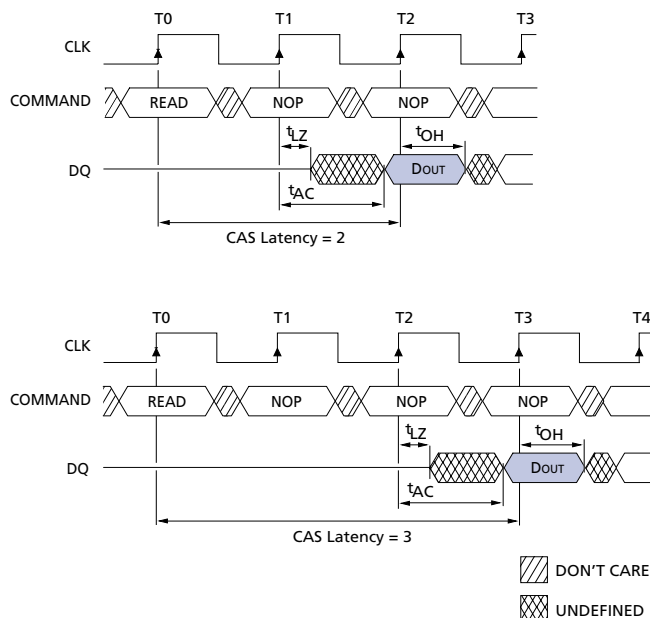 T0 T1 T2 T3
CLK
COMMAND READ NOP NOP
tLZ tOH
DQ DOUT
tAC
CAS Latency = 2
T0 T1 T2 T3 T4
CLK
COMMAND READ NOP NOP NOP
tLZ tOH
DQ DOUT
tAC
CAS Latency = 3
DON'T CARE
UNDEFINED